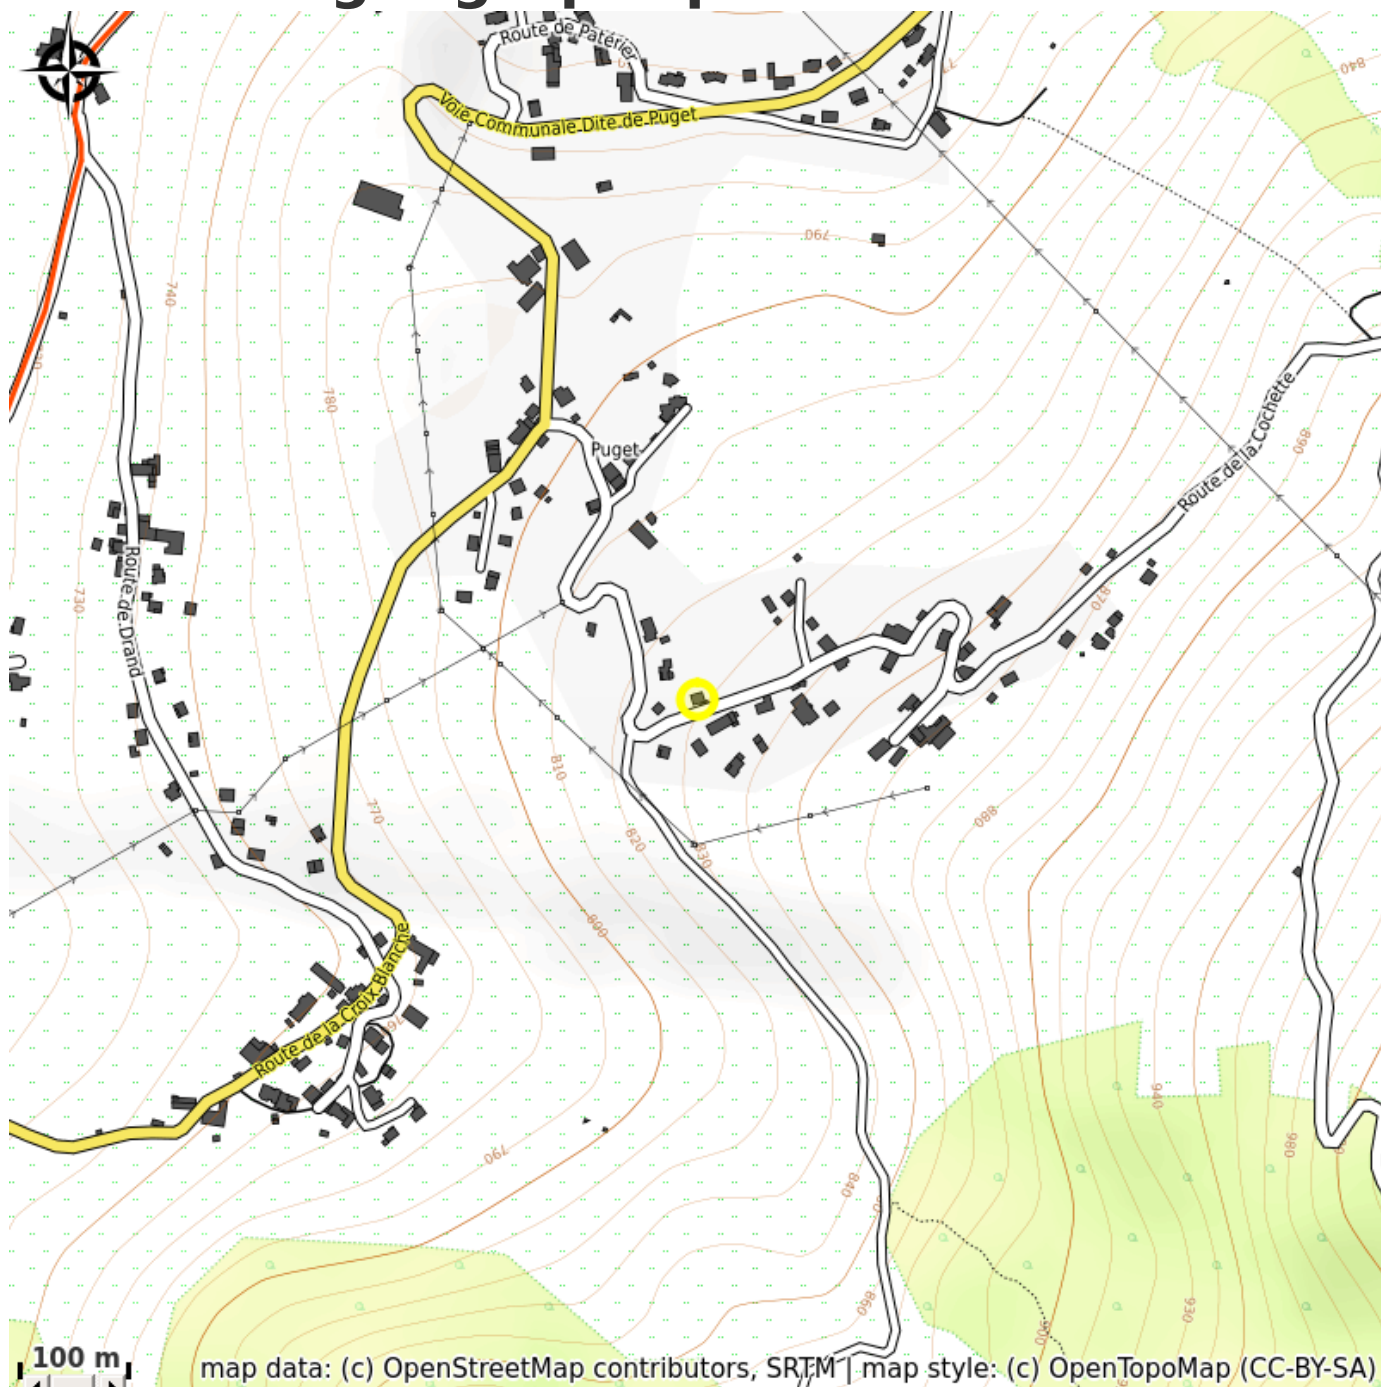 Route de Patérier
840
Voie Communale Dite de Puget
790
740
780
Route de la Cochette
890
Puget
Route de Drand
730
870
810
770
820
830
880
800
Route de la Croix Blanche
940
980
790
840
860
930
900
100 m
map data: (c) OpenStreetMap contributors, SRTM | map style: (c) OpenTopoMap (CC-BY-SA)